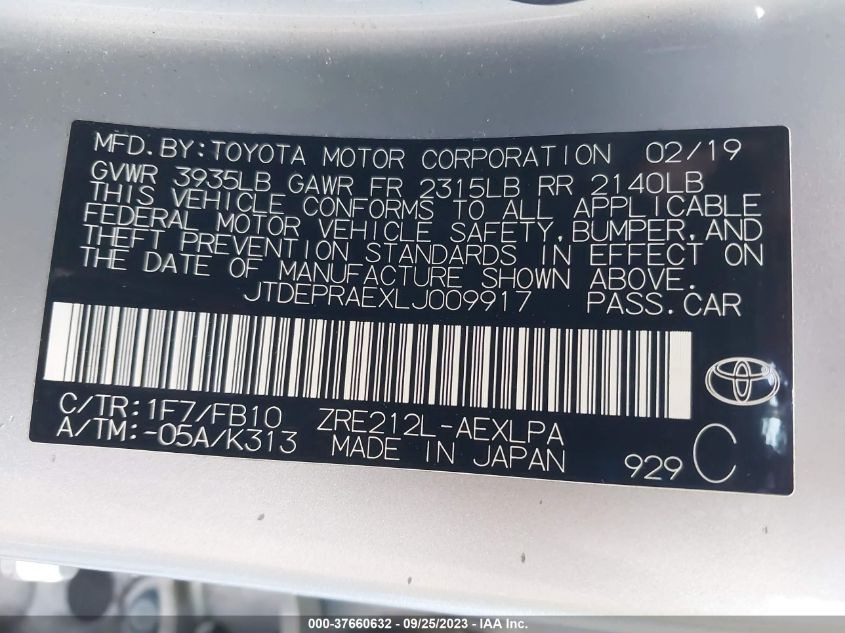 MFD. BY: TOYOTA MOTOR CORPORATION 02/19
GVWR 3935LB GAWR FR 2315LB RR 2140LB
THIS VEHICLE CONFORMS TO ALL APPLICABLE
FEDERAL MOTOR VEHICLE SAFETY, BUMPER, AND
THEFT PREVENTION STANDARDS IN EFFECT ON
THE DATE OF MANUFACTURE SHOWN ABOVE.
JTDEPRAEXLJ009917 PASS. CAR
C/TR: 1F7/FB10 ZRE212L-AEXLPA
A/TM: -05A/K313 MADE IN JAPAN 929 C
000-37660632 - 09/25/2023 - IAA Inc.